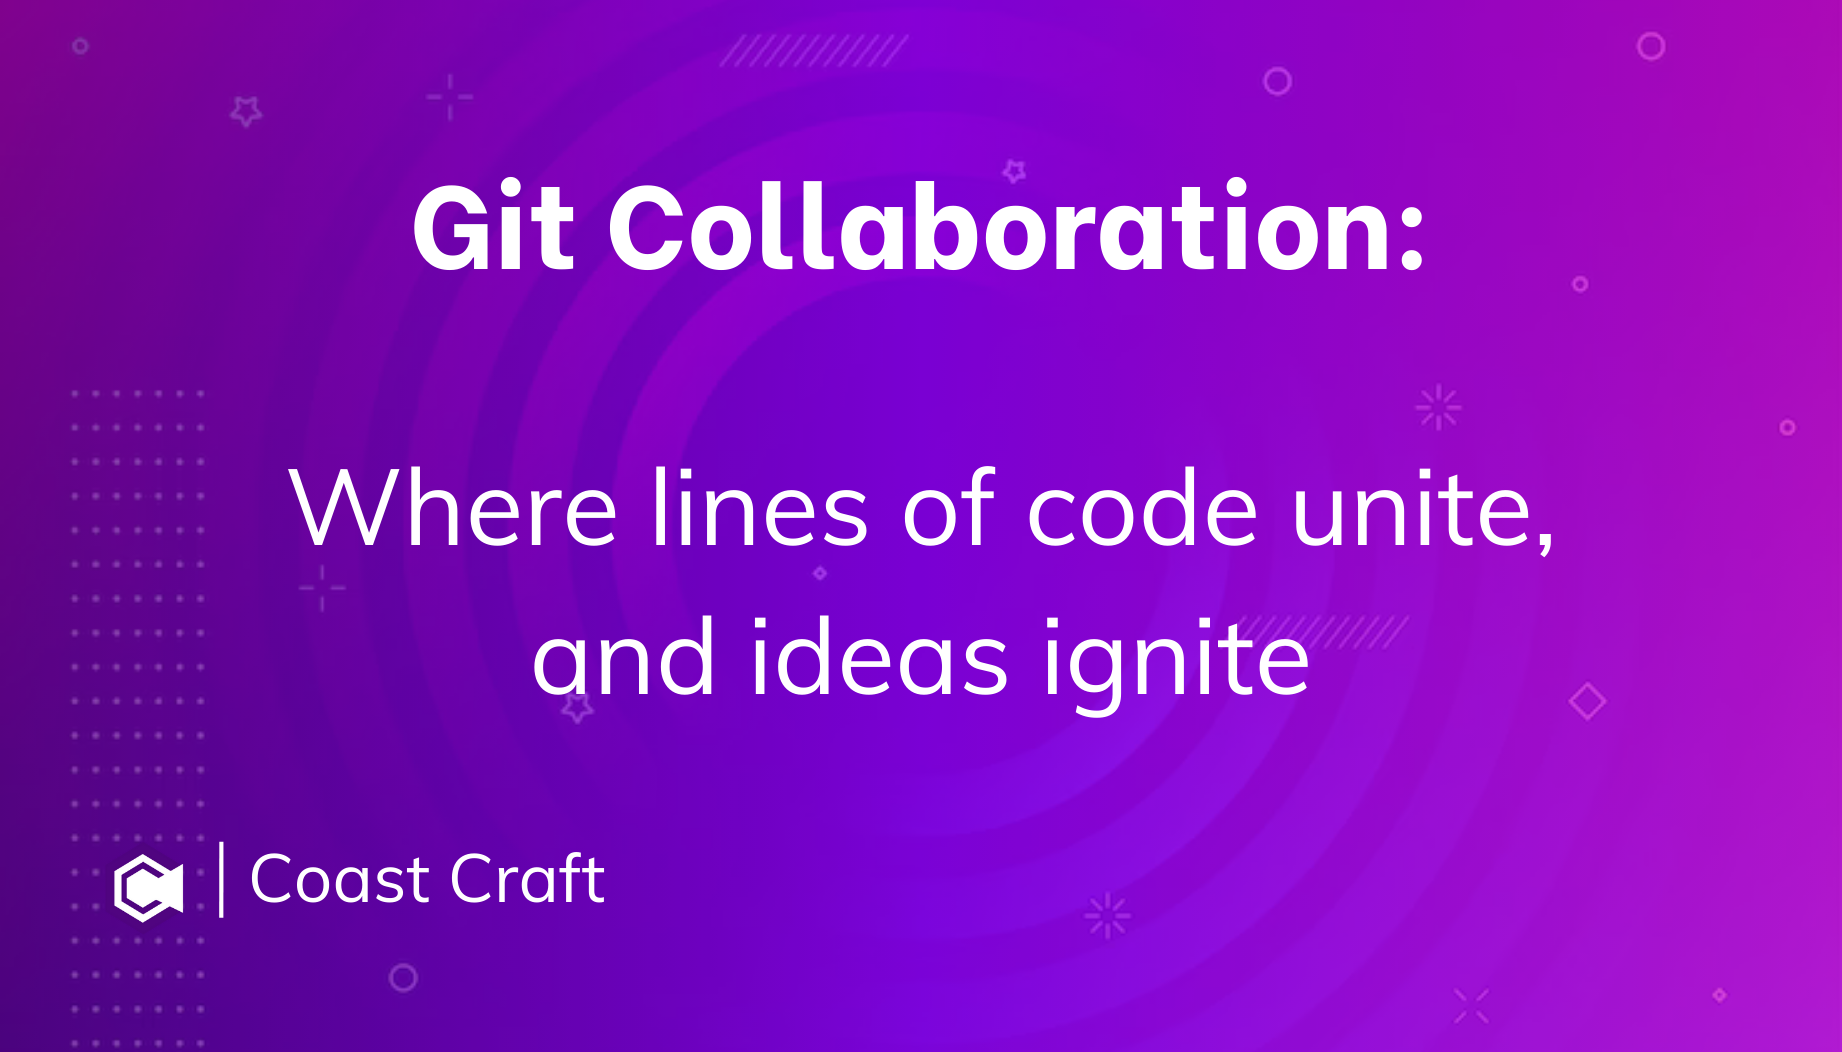 Git Collaboration:
Where lines of code unite,
and ideas ignite
Coast Craft